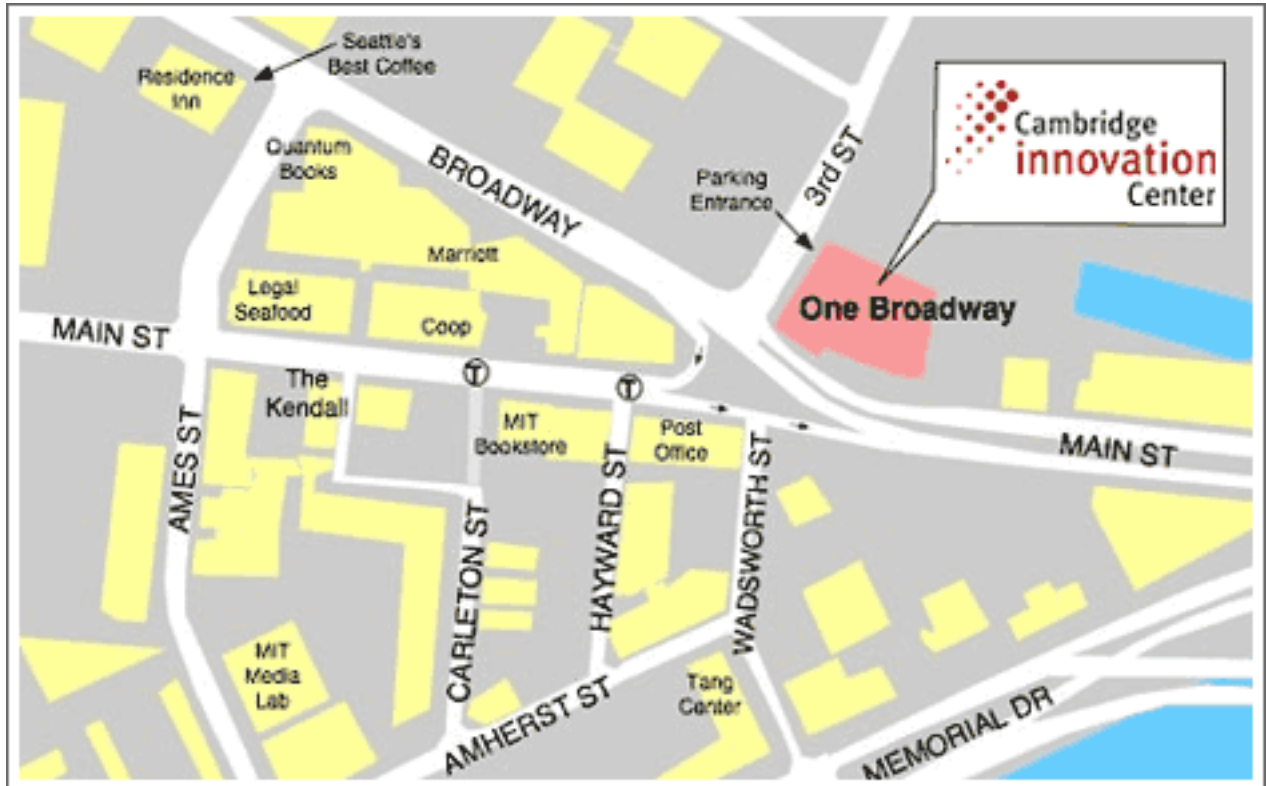 Seattle's
Best Coffee
Residence
Inn
Quantum
Books
BROADWAY
Parking
Entrance
3rd ST
Cambridge
innovation
Center
Marriott
Legal
Seafood
Coop
One Broadway
MAIN ST
T
T
The
Kendall
MIT
Bookstore
Post
Office
MAIN ST
AMES ST
CARLETON ST
HAYWARD ST
WADSWORTH ST
MIT
Media
Lab
Tang
Center
AMHERST ST
MEMORIAL DR